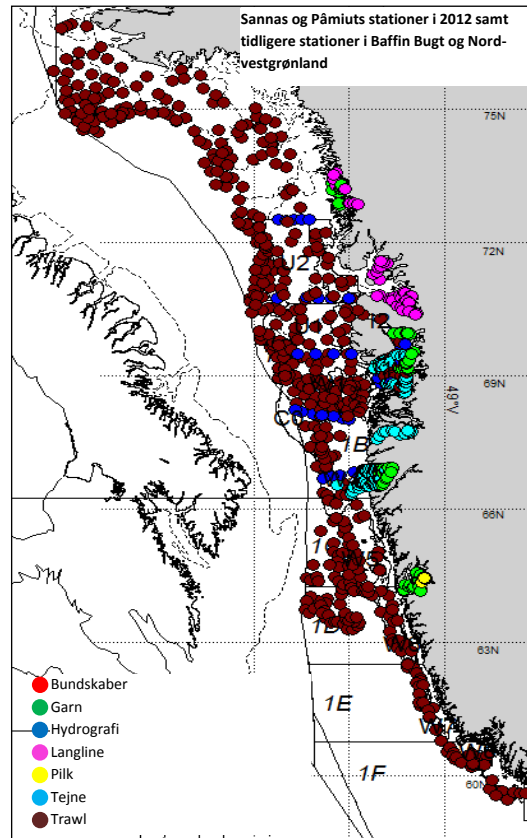 Sannas og Pâmiuts stationer i 2012 samt
tidligere stationer i Baffin Bugt og Nord-
vestgrønland
75N
72N
69N
49°V
1B
66N
63N
1E
1F
60N
Bundskaber
Garn
Hydrografi
Langline
Pilk
Tejne
Trawl